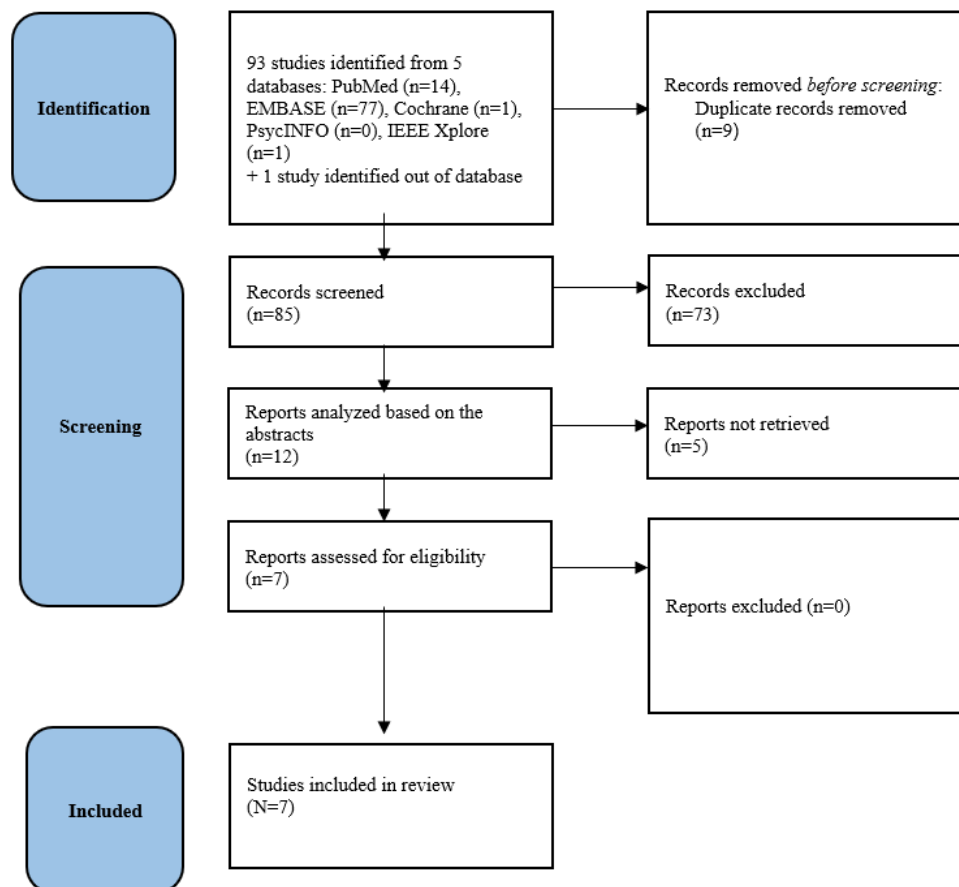 Identification
93 studies identified from 5
databases: PubMed (n=14),
EMBASE (n=77), Cochrane (n=1),
PsycINFO (n=0), IEEE Xplore
(n=1)
+ 1 study identified out of database
Records removed before screening:
Duplicate records removed
(n=9)
Screening
Records screened
(n=85)
Records excluded
(n=73)
Reports analyzed based on the
abstracts
(n=12)
Reports not retrieved
(n=5)
Reports assessed for eligibility
(n=7)
Reports excluded (n=0)
Included
Studies included in review
(N=7)